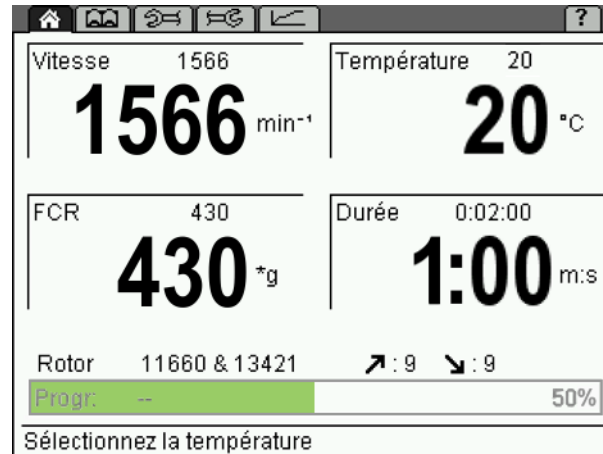 ?
Vitesse 1566
1566 min⁻¹
Température 20
20 °C
FCR 430
430 *g
Durée 0:02:00
1:00 m:s
Rotor 11660 & 13421 ↗: 9 ↘: 9
Progr: -- 50%
Sélectionnez la température